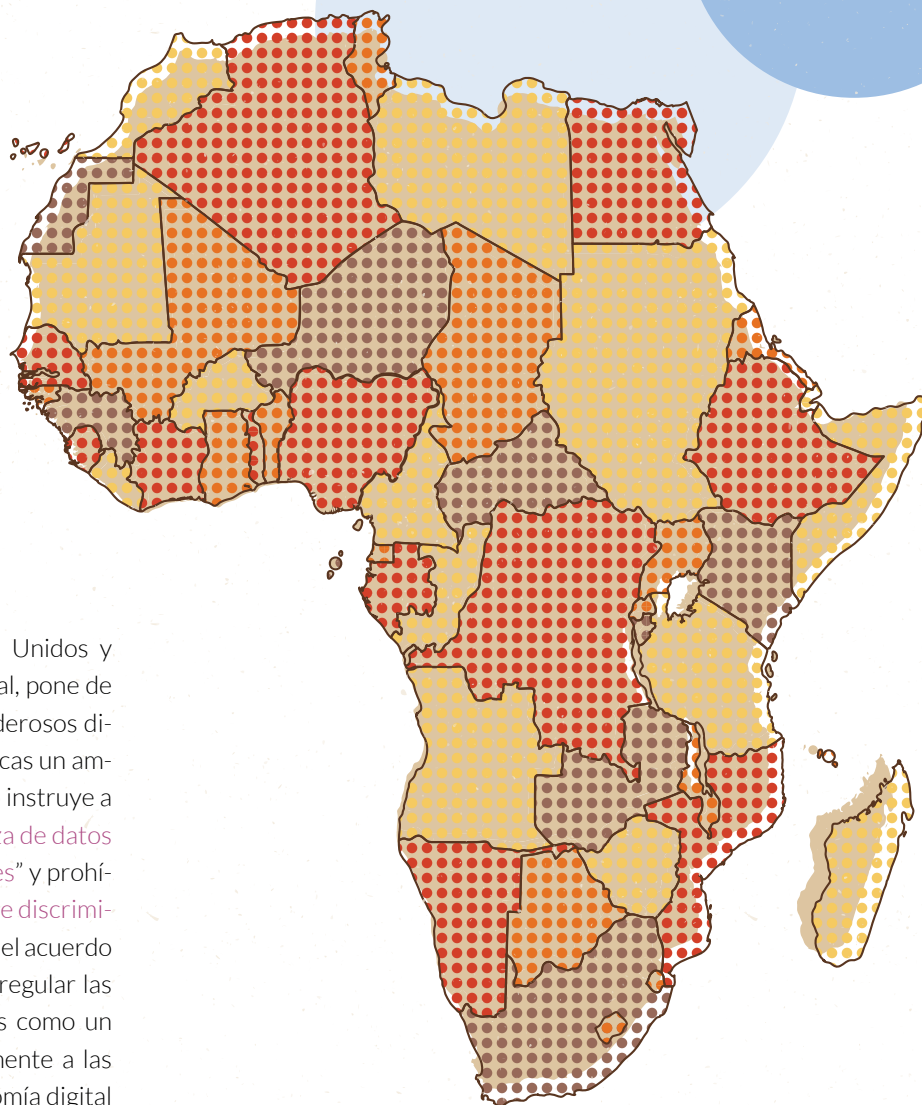 Unidos y
al, pone de
derosos di-
cas un am-
instruye a
za de datos
es” y prohí-
e discrimi-
el acuerdo
regular las
s como un
nente a las
omía digital